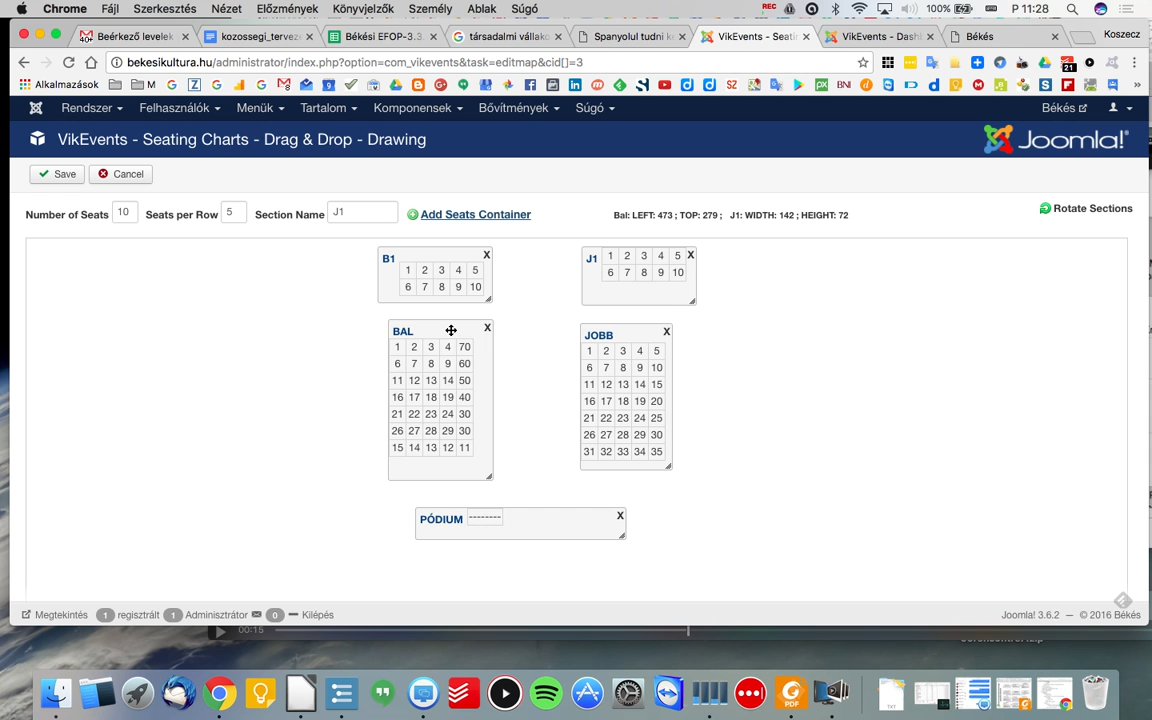 Chrome Fájl Szerkesztés Nézet Előzmények Könyvjelzők Személy Ablak Súgó REC 100% P 11:28
Beérkező levelek
kozossegi_terveze
Békési EFOP-3.3
társadalmi vállako
Spanyolul tudni k
VikEvents - Seati
VikEvents - Dash
Békés
Koszecz
bekesikultura.hu/administrator/index.php?option=com_vikevents&task=editmap&cid[]=3
Alkalmazások M SZ BNI 21
Rendszer Felhasználók Menük Tartalom Komponensek Bővítmények Súgó Békés
VikEvents - Seating Charts - Drag & Drop - Drawing Joomla!
Save Cancel
Number of Seats 10 Seats per Row 5 Section Name J1 Add Seats Container Bal: LEFT: 473 ; TOP: 279 ; J1: WIDTH: 142 ; HEIGHT: 72 Rotate Sections
B1 X
1 2 3 4 5
6 7 8 9 10
J1 1 2 3 4 5 X
6 7 8 9 10
BAL X
1 2 3 4 70
6 7 8 9 60
11 12 13 14 50
16 17 18 19 40
21 22 23 24 30
26 27 28 29 30
15 14 13 12 11
JOBB X
1 2 3 4 5
6 7 8 9 10
11 12 13 14 15
16 17 18 19 20
21 22 23 24 25
26 27 28 29 30
31 32 33 34 35
PÓDIUM -------- X
Megtekintés 1 regisztrált 1 Adminisztrátor 0 Kilépés Joomla! 3.6.2 — © 2016 Békés
00:15
PDF
TXT